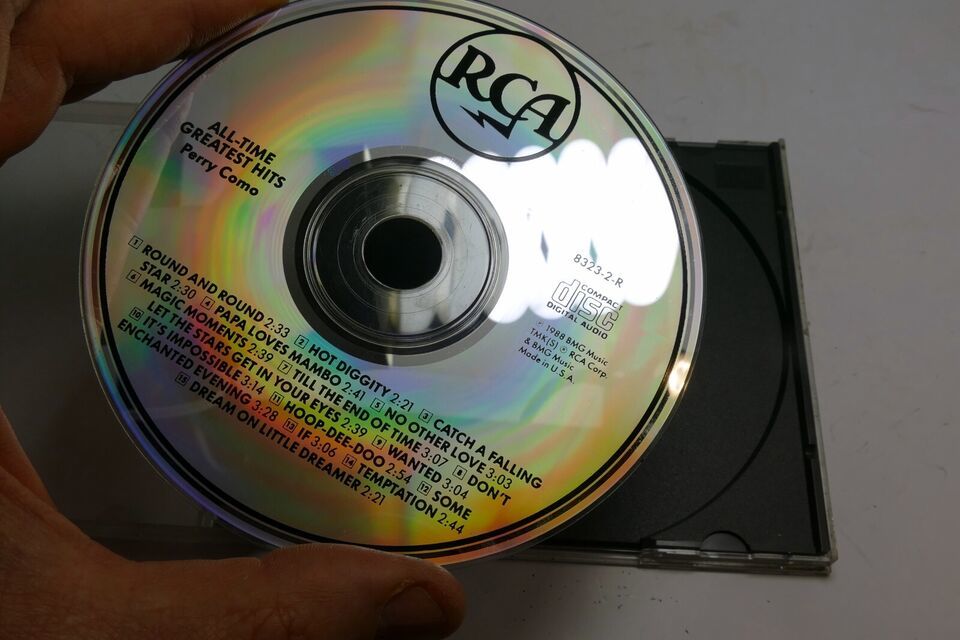 RCA
ALL-TIME
GREATEST HITS
Perry Como
8323-2-R
COMPACT
disc
DIGITAL AUDIO
℗ 1988 BMG Music
TMK(S) ® RCA Corp.
& BMG Music
Made in U.S.A.
1 ROUND AND ROUND 2:33 2 HOT DIGGITY 2:21 3 CATCH A FALLING
STAR 2:30 4 PAPA LOVES MAMBO 2:41 5 NO OTHER LOVE 3:03
6 MAGIC MOMENTS 2:39 7 TILL THE END OF TIME 3:07 8 DON'T
LET THE STARS GET IN YOUR EYES 2:39 9 WANTED 3:04
10 IT'S IMPOSSIBLE 3:14 11 HOOP-DEE-DOO 2:54 12 SOME
ENCHANTED EVENING 3:28 13 IF 3:06 14 TEMPTATION 2:44
15 DREAM ON LITTLE DREAMER 2:21